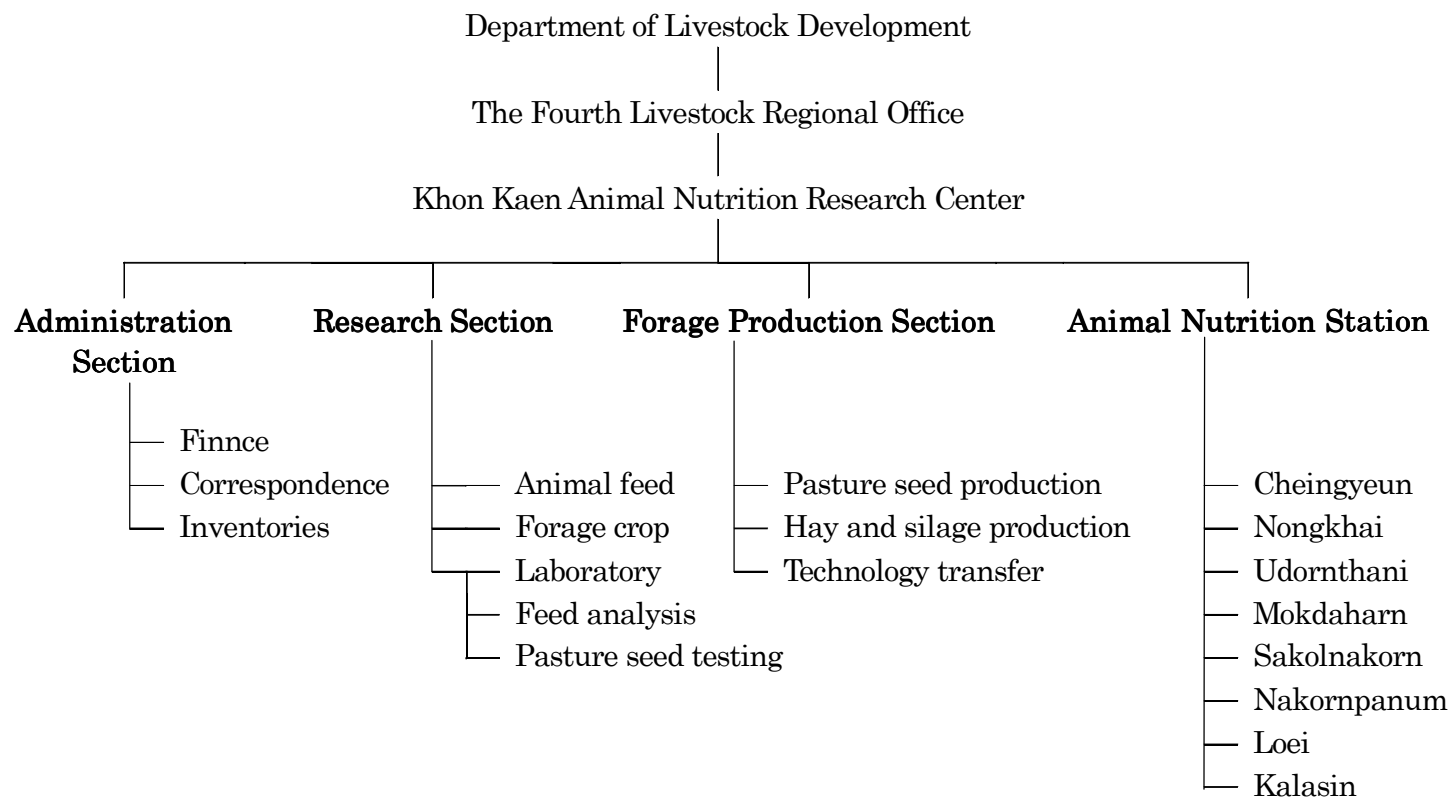 Department of Livestock Development
The Fourth Livestock Regional Office
Khon Kaen Animal Nutrition Research Center
Administration
Section
Finnce
Correspondence
Inventories
Research Section
Animal feed
Forage crop
Laboratory
Feed analysis
Pasture seed testing
Forage Production Section
Pasture seed production
Hay and silage production
Technology transfer
Animal Nutrition Station
Cheingyeun
Nongkhai
Udornthani
Mokdaharn
Sakolnakorn
Nakornpanum
Loei
Kalasin